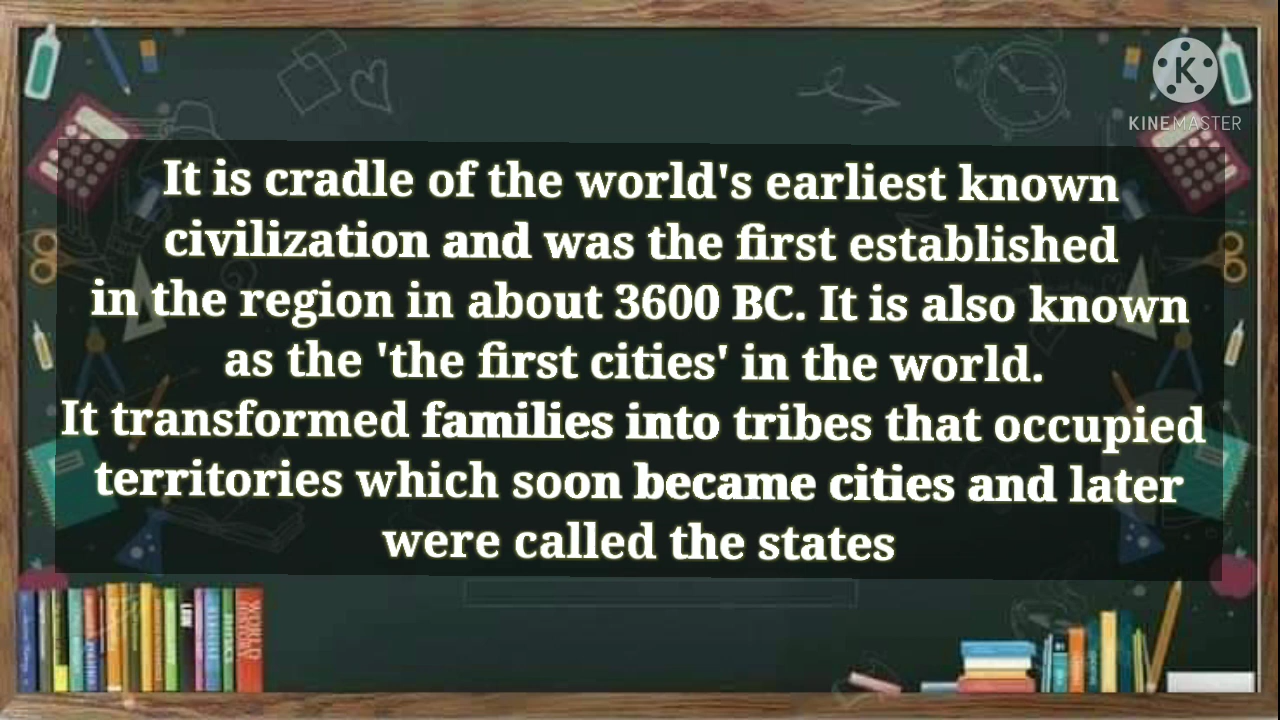 KINEMASTER
It is cradle of the world's earliest known
civilization and was the first established
in the region in about 3600 BC. It is also known
as the 'the first cities' in the world.
It transformed families into tribes that occupied
territories which soon became cities and later
were called the states
WORLD HISTORY